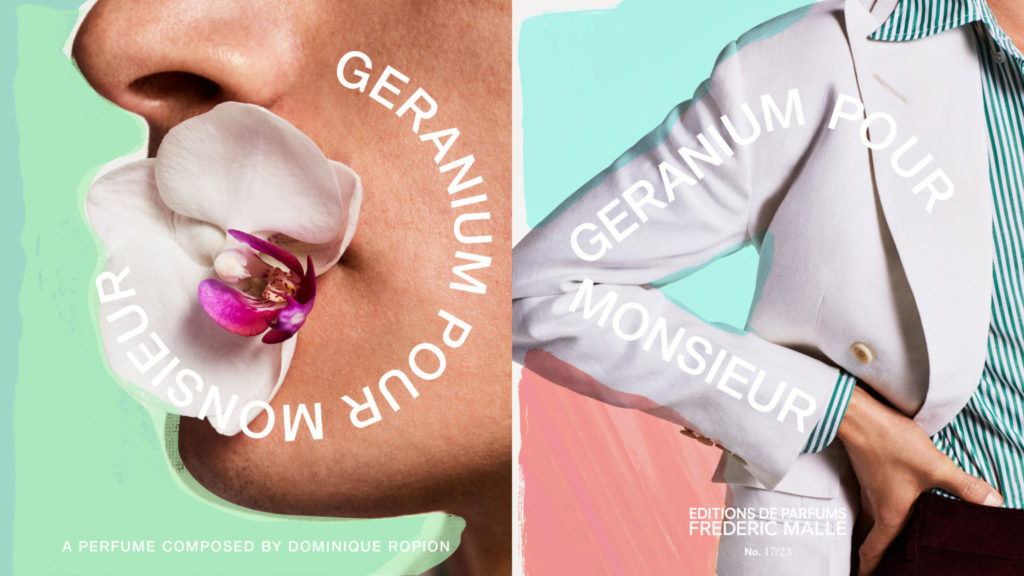 GERANIUM POUR MONSIEUR
A PERFUME COMPOSED BY DOMINIQUE ROPION
GERANIUM POUR
MONSIEUR
EDITIONS DE PARFUMS
FREDERIC MALLE
No. 17/23